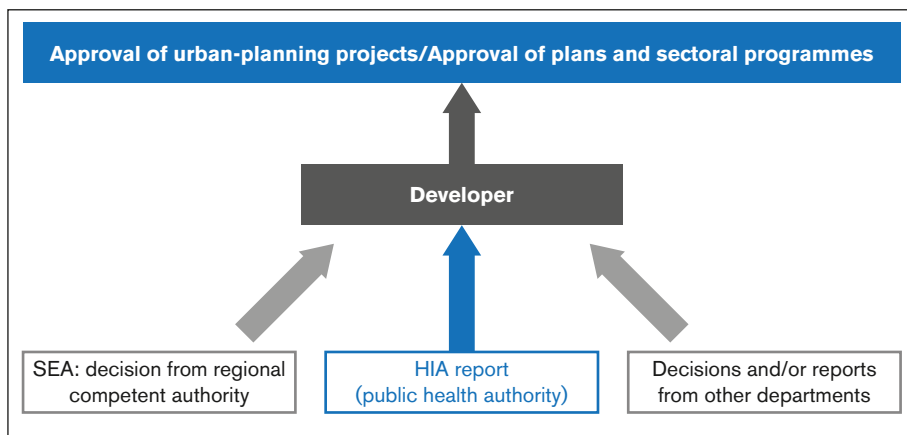 Approval of urban-planning projects/Approval of plans and sectoral programmes
Developer
SEA: decision from regional
competent authority
HIA report
(public health authority)
Decisions and/or reports
from other departments